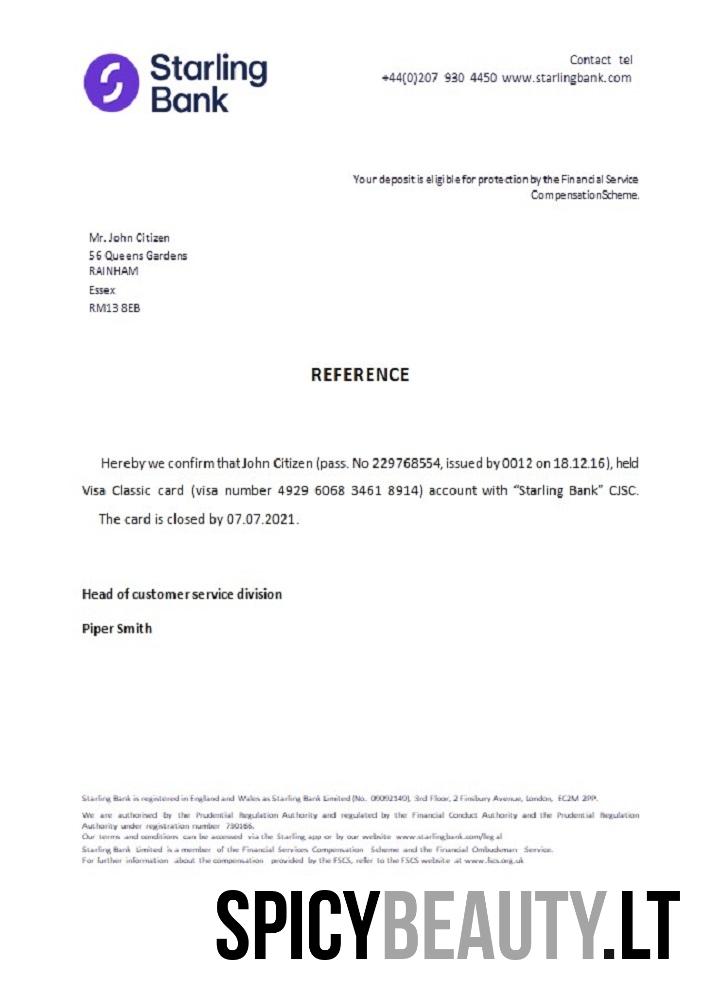 Starling
Bank
Contact tel
+44(0)207 930 4450 www.starlingbank.com
Your deposit is eligible for protection by the Financial Service
Compensation Scheme.
Mr. John Citizen
56 Queens Gardens
RAINHAM
Essex
RM13 8EB
REFERENCE
Hereby we confirm that John Citizen (pass. No 229768554, issued by 0012 on 18.12.16), held
Visa Classic card (visa number 4929 6068 3461 8914) account with “Starling Bank” CJSC.
The card is closed by 07.07.2021.
Head of customer service division
Piper Smith
Starling Bank is registered in England and Wales as Starling Bank Limited (No. 09092149), 3rd Floor, 2 Finsbury Avenue, London, EC2M 2PP.
We are authorised by the Prudential Regulation Authority and regulated by the Financial Conduct Authority and the Prudential Regulation
Authority under registration number 730166.
Our terms and conditions can be accessed via the Starling app or by our website www.starlingbank.com/legal
Starling Bank Limited is a member of the Financial Services Compensation Scheme and the Financial Ombudsman Service.
For further information about the compensation provided by the FSCS, refer to the FSCS website at www.fscs.org.uk
SPICYBEAUTY.LT